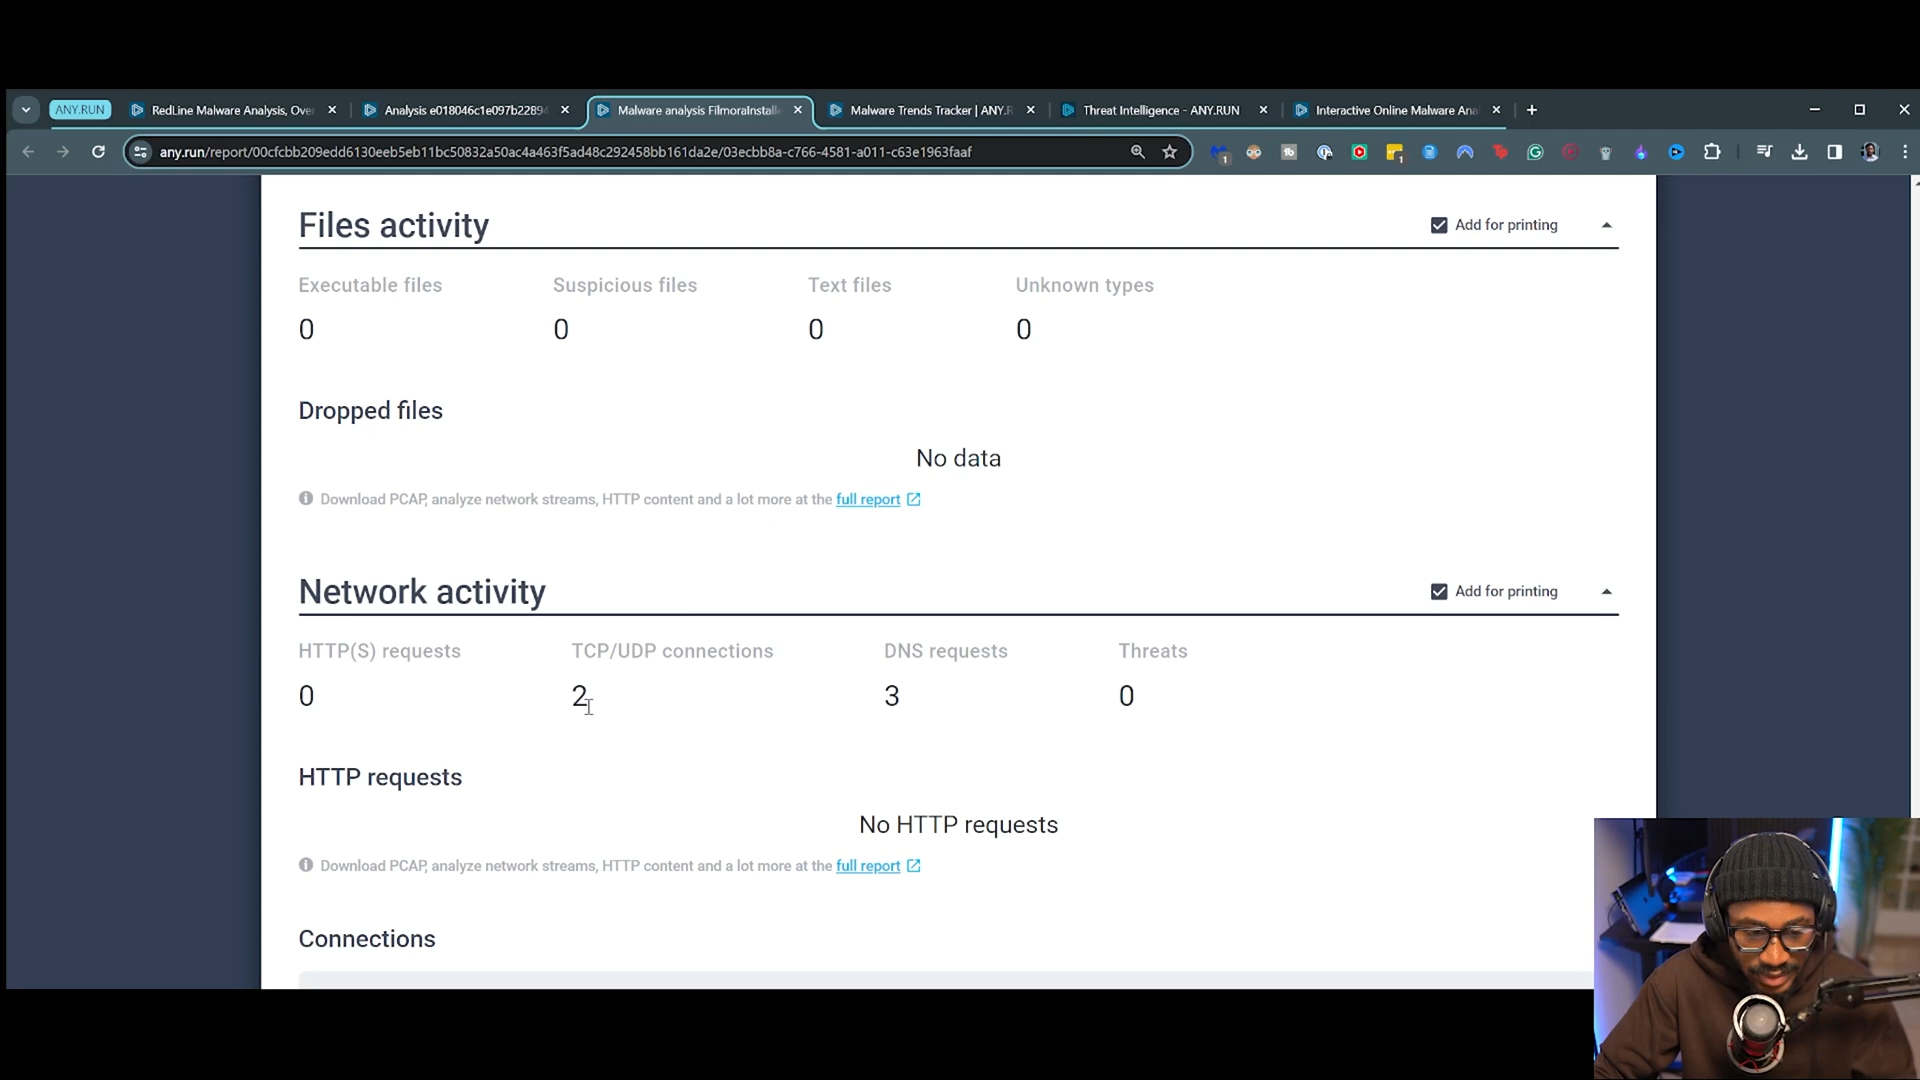 ANY.RUN
RedLine Malware Analysis, Over
Analysis e018046c1e097b22894
Malware analysis FilmoraInstall
Malware Trends Tracker | ANY.R
Threat Intelligence - ANY.RUN
Interactive Online Malware Ana
any.run/report/00cfcbb209edd6130eeb5eb11bc50832a50ac4a463f5ad48c292458bb161da2e/03ecbb8a-c766-4581-a011-c63e1963faaf
Files activity
Add for printing
Executable files Suspicious files Text files Unknown types
0 0 0 0
Dropped files
No data
Download PCAP, analyze network streams, HTTP content and a lot more at the full report
Network activity
Add for printing
HTTP(S) requests TCP/UDP connections DNS requests Threats
0 2 3 0
HTTP requests
No HTTP requests
Download PCAP, analyze network streams, HTTP content and a lot more at the full report
Connections